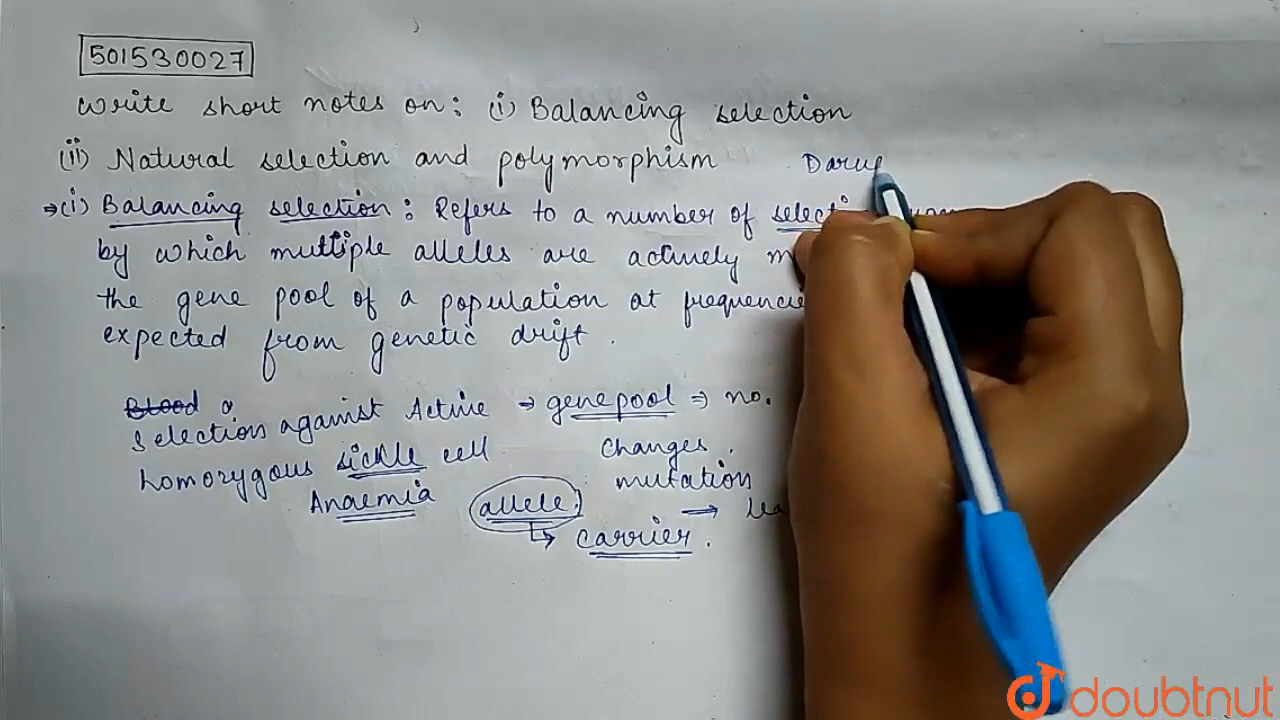 501530027
Write short notes on: (i) Balancing selection
(ii) Natural selection and polymorphism
Daru
⇒(i) Balancing selection: Refers to a number of selecti
by which multiple alleles are actively m
the gene pool of a population at frequencie
expected from genetic drift.
Blood a
selection against Active → genepool ⇒ no.
homozygous sickle cell changes.
Anaemia allele. mutation
→ lea
↳ carrier.
doubtnut